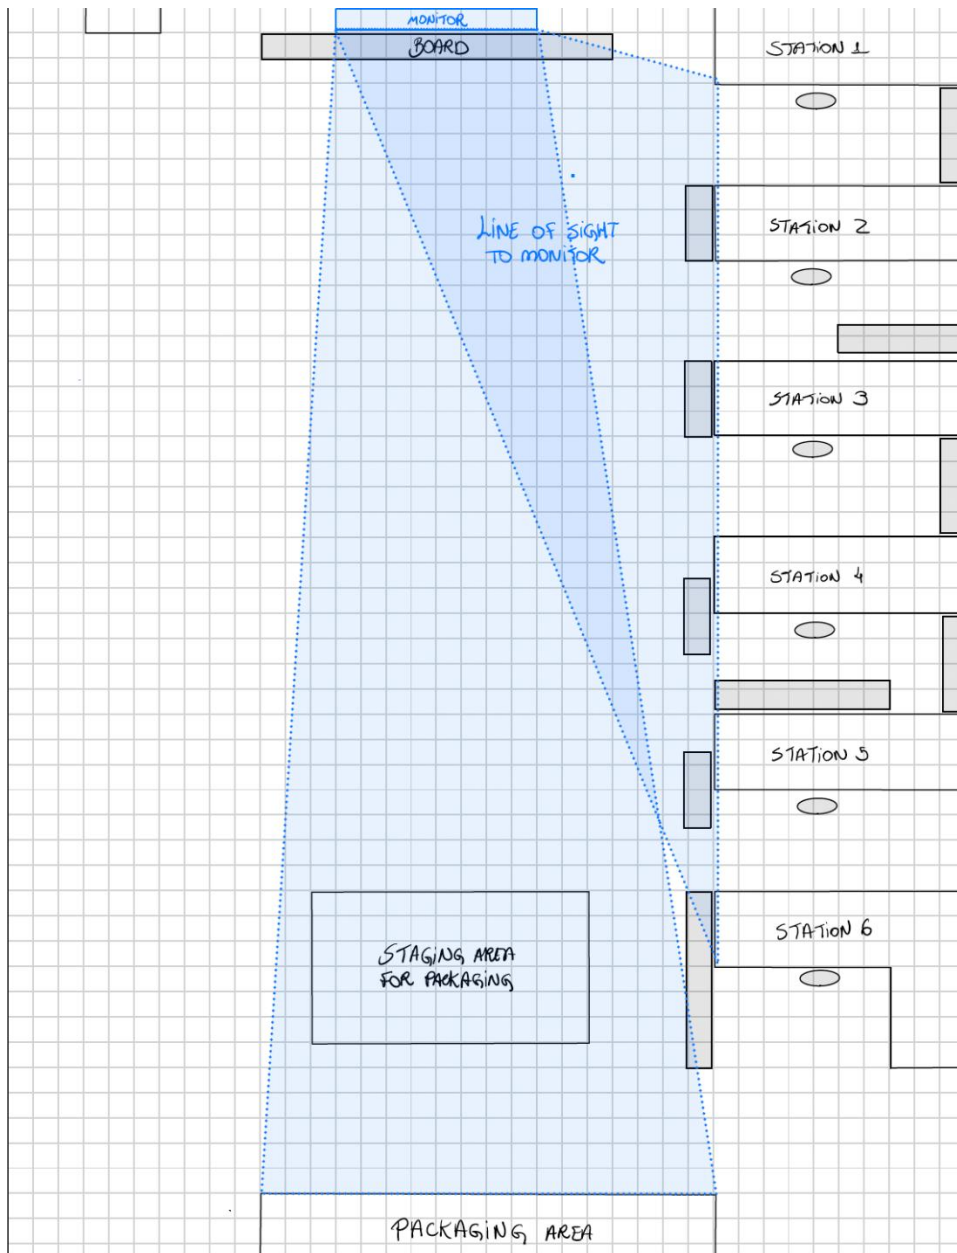 MONITOR
BOARD
STATION 1
LINE OF SIGHT
TO MONITOR
STATION 2
STATION 3
STATION 4
STATION 5
STAGING AREA
FOR PACKAGING
STATION 6
PACKAGING AREA